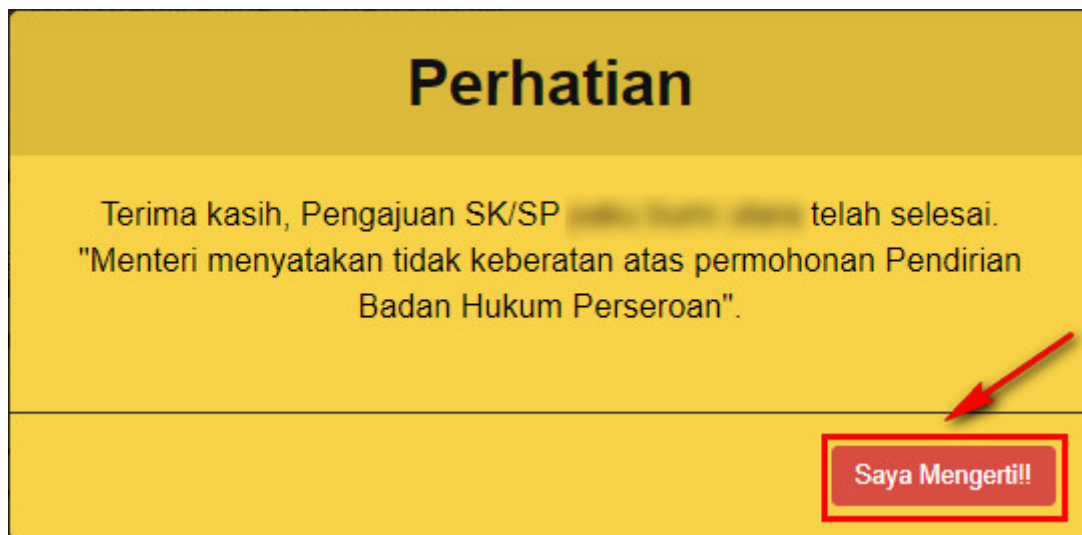 Perhatian
Terima kasih, Pengajuan SK/SP telah selesai.
"Menteri menyatakan tidak keberatan atas permohonan Pendirian
Badan Hukum Perseroan".
Saya Mengerti!!